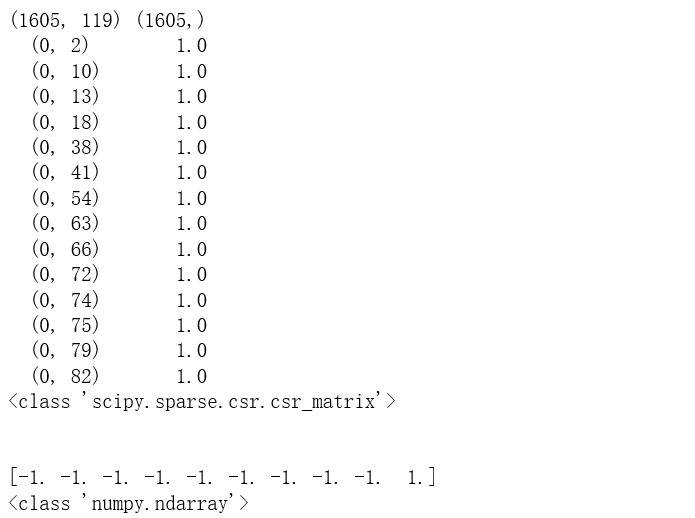 (1605, 119) (1605,)
(0, 2) 1.0
(0, 10) 1.0
(0, 13) 1.0
(0, 18) 1.0
(0, 38) 1.0
(0, 41) 1.0
(0, 54) 1.0
(0, 63) 1.0
(0, 66) 1.0
(0, 72) 1.0
(0, 74) 1.0
(0, 75) 1.0
(0, 79) 1.0
(0, 82) 1.0
<class 'scipy.sparse.csr.csr_matrix'>
[-1. -1. -1. -1. -1. -1. -1. -1. -1.  1.]
<class 'numpy.ndarray'>